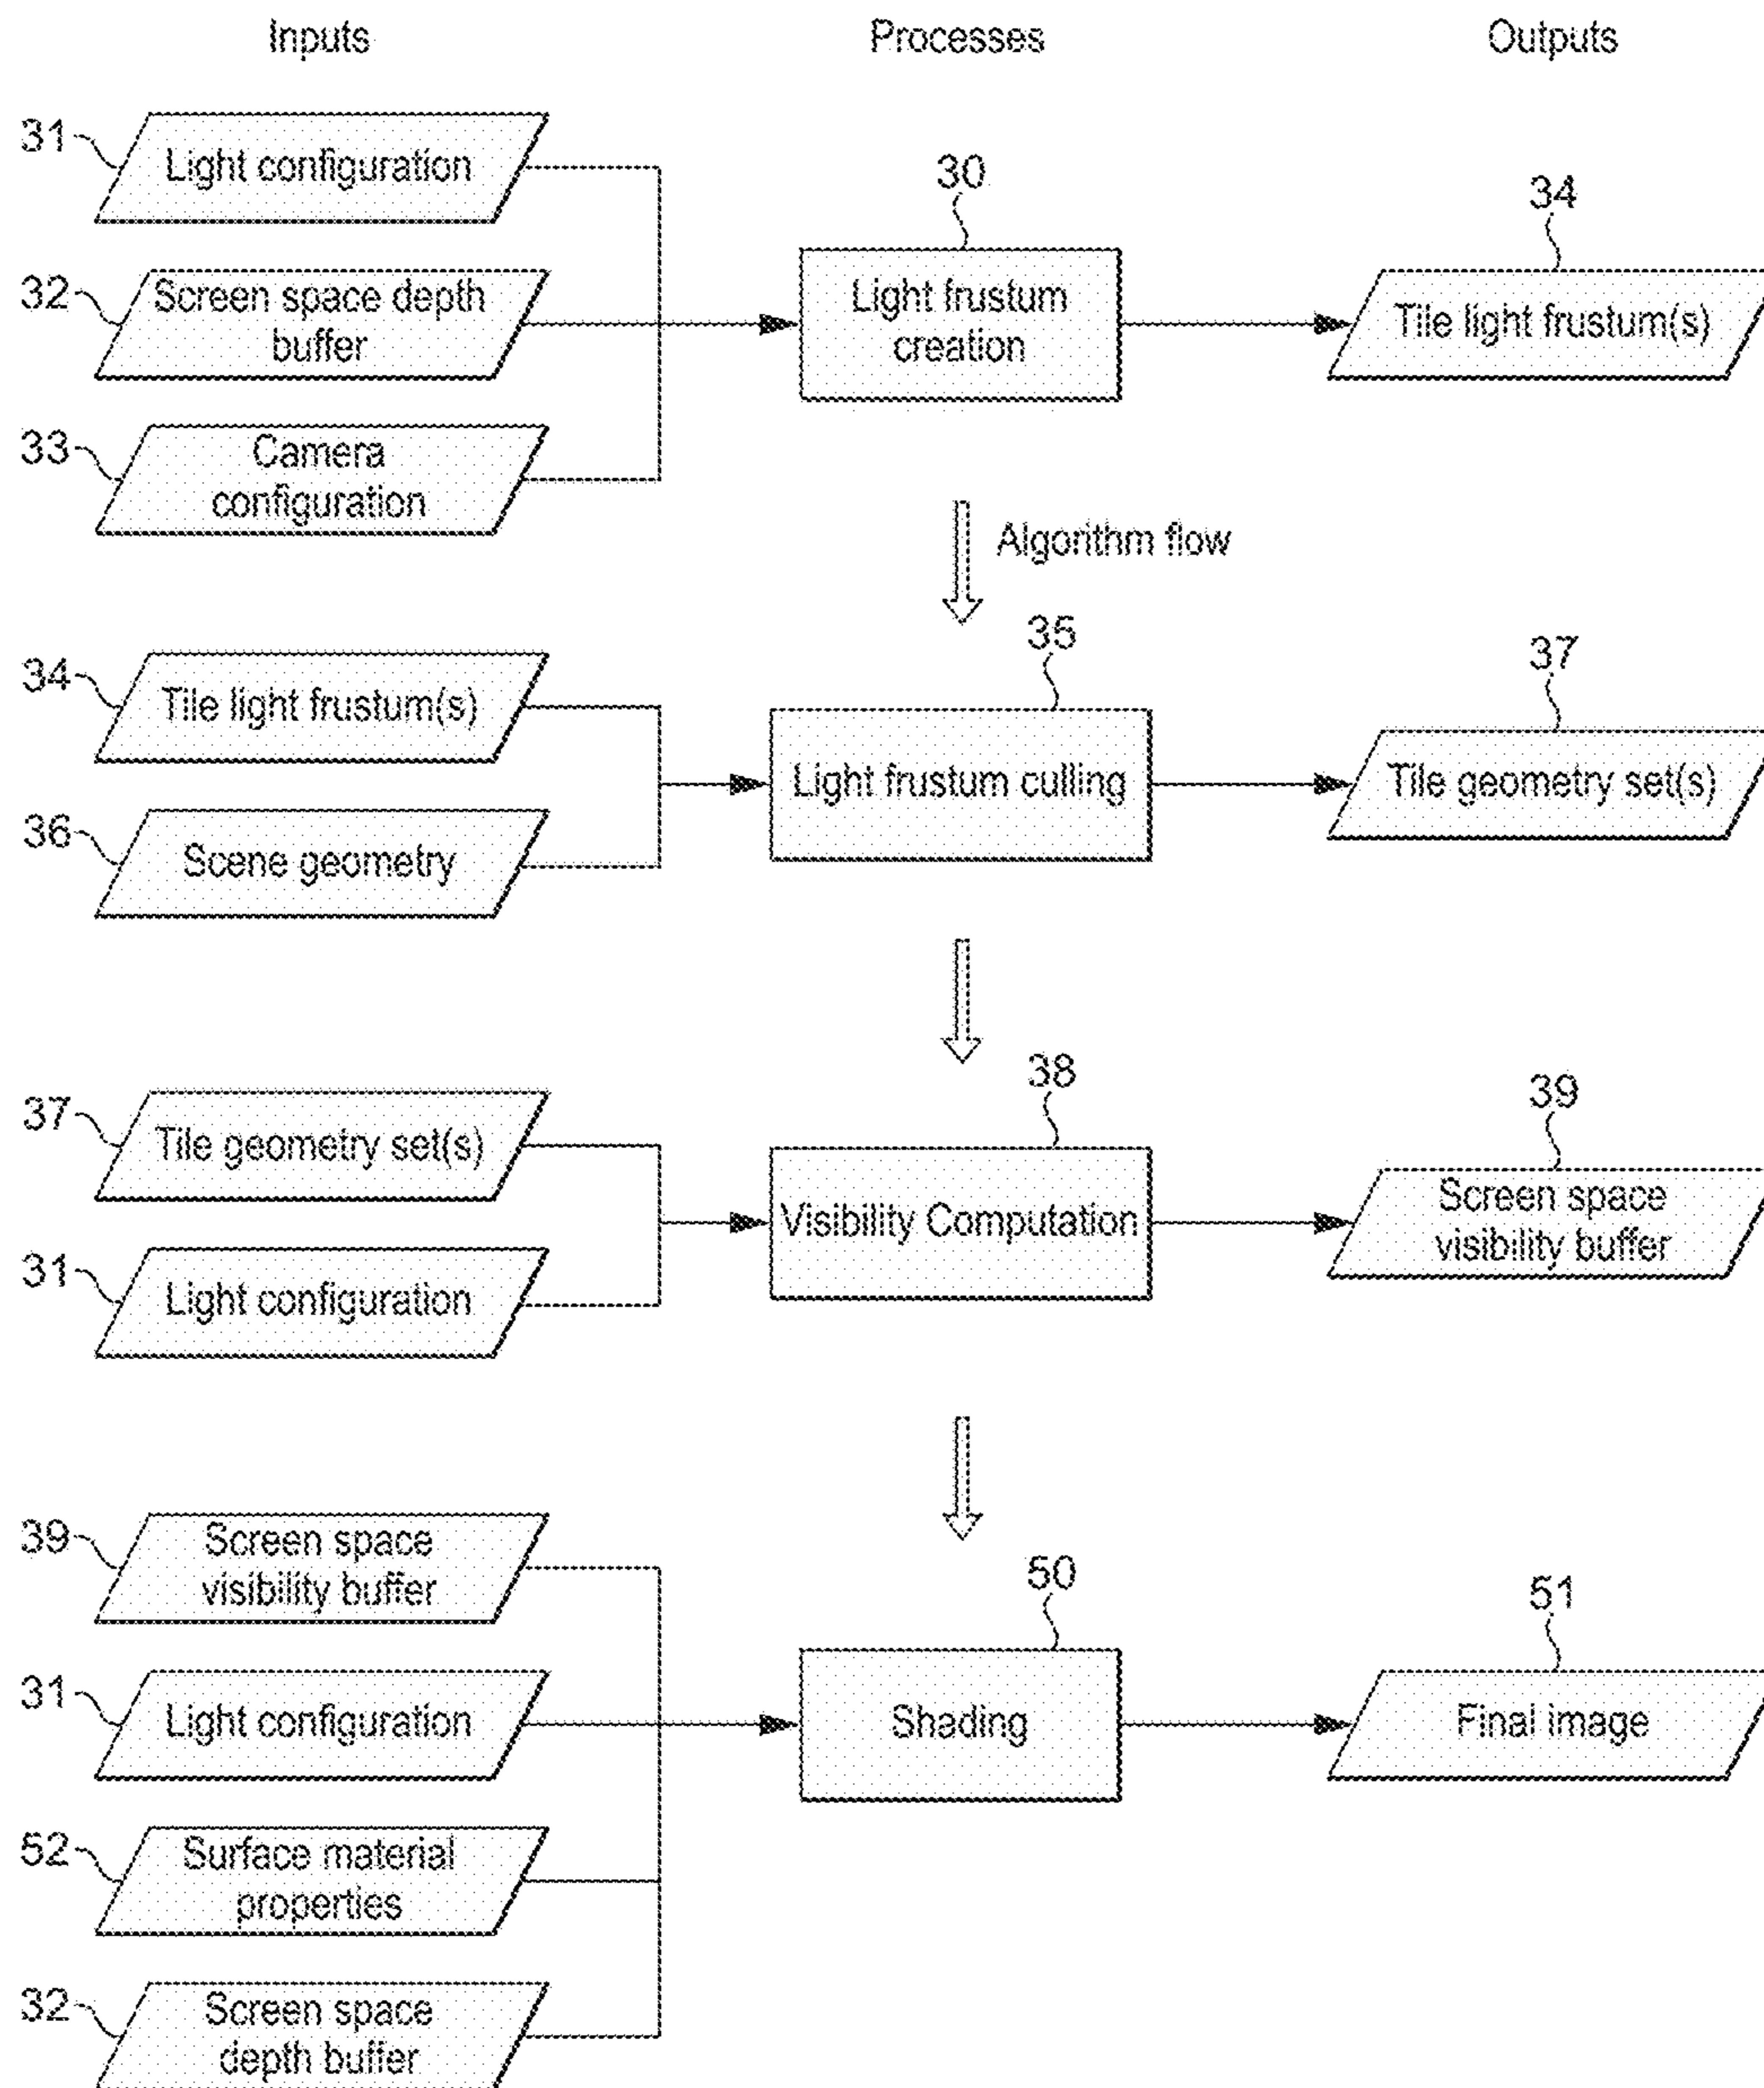 Inputs
Processes
Outputs
31
Light configuration
32
Screen space depth
buffer
33
Camera
configuration
30
Light frustum
creation
34
Tile light frustum(s)
Algorithm flow
34
Tile light frustum(s)
36
Scene geometry
35
Light frustum culling
37
Tile geometry set(s)
37
Tile geometry set(s)
31
Light configuration
38
Visibility Computation
39
Screen space
visibility buffer
39
Screen space
visibility buffer
31
Light configuration
52
Surface material
properties
32
Screen space
depth buffer
50
Shading
51
Final image